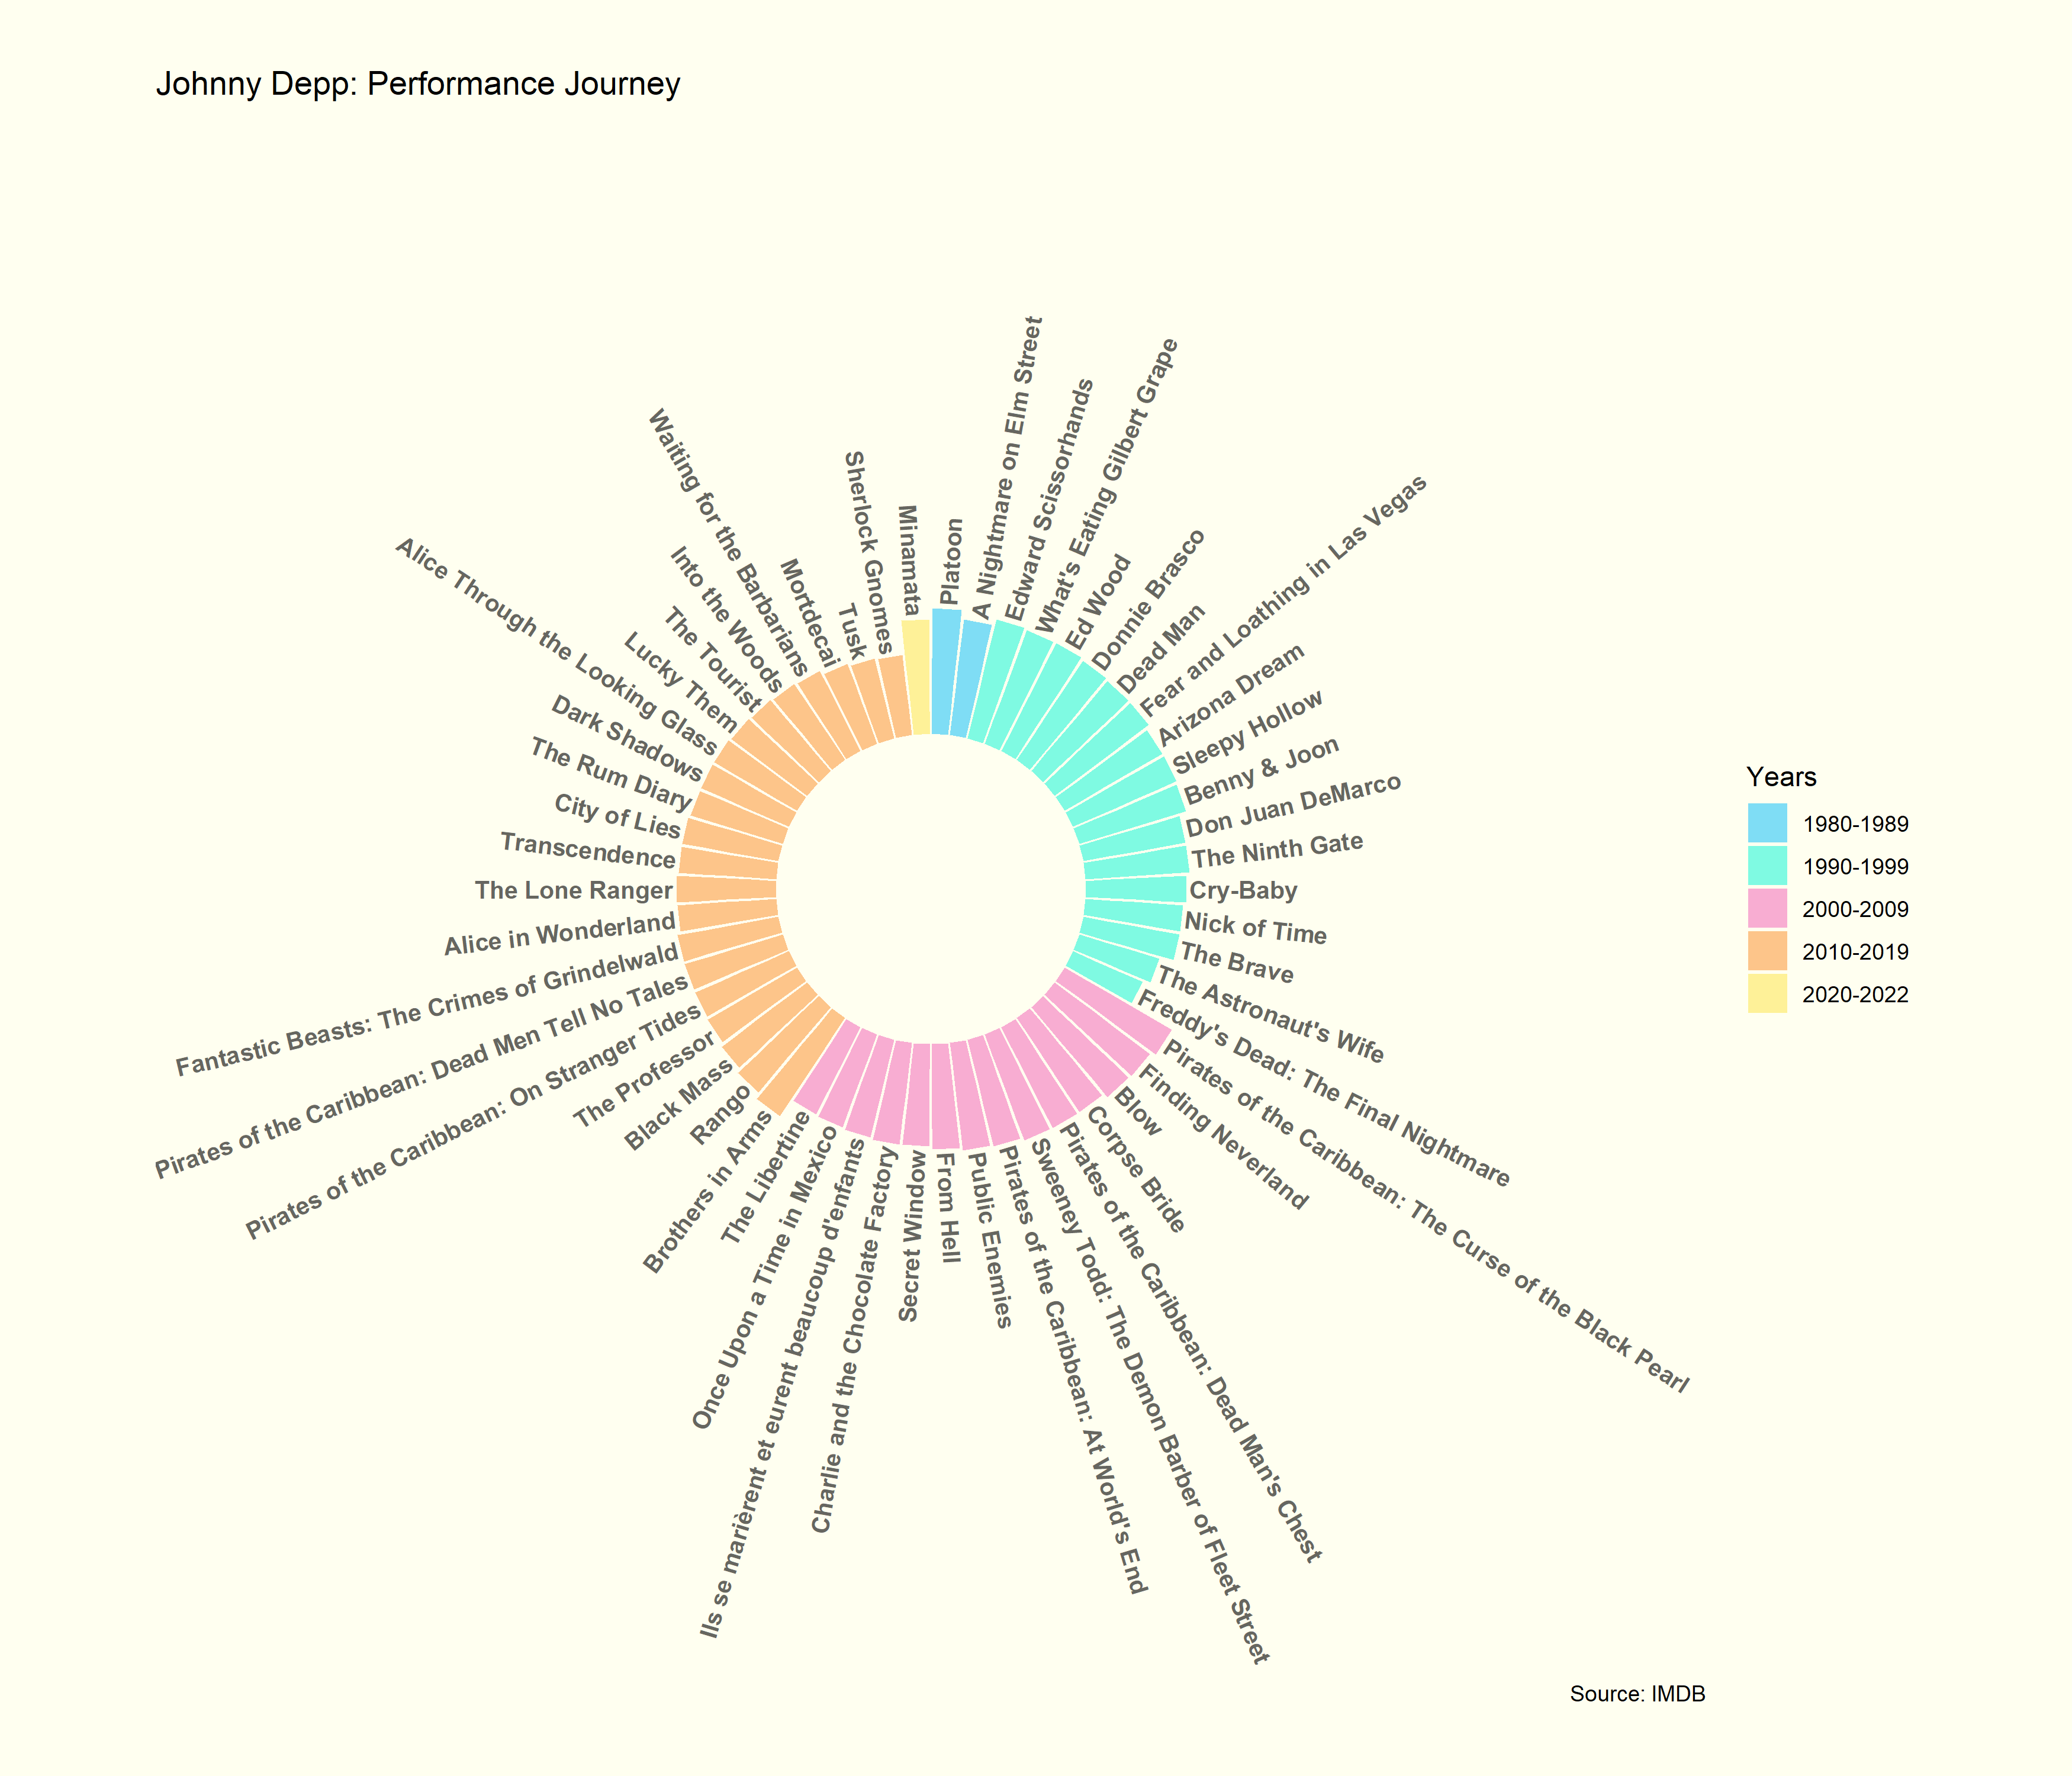 Johnny Depp: Performance Journey
Platoon
A Nightmare on Elm Street
Edward Scissorhands
What's Eating Gilbert Grape
Ed Wood
Donnie Brasco
Dead Man
Fear and Loathing in Las Vegas
Arizona Dream
Sleepy Hollow
Benny & Joon
Don Juan DeMarco
The Ninth Gate
Cry-Baby
Nick of Time
The Brave
The Astronaut's Wife
Freddy's Dead: The Final Nightmare
Pirates of the Caribbean: The Curse of the Black Pearl
Finding Neverland
Blow
Corpse Bride
Pirates of the Caribbean: Dead Man's Chest
Sweeney Todd: The Demon Barber of Fleet Street
Pirates of the Caribbean: At World's End
Public Enemies
From Hell
Secret Window
Charlie and the Chocolate Factory
Ils se marièrent et eurent beaucoup d'enfants
Once Upon a Time in Mexico
The Libertine
Brothers in Arms
Rango
Black Mass
The Professor
Pirates of the Caribbean: On Stranger Tides
Pirates of the Caribbean: Dead Men Tell No Tales
Fantastic Beasts: The Crimes of Grindelwald
Alice in Wonderland
The Lone Ranger
Transcendence
City of Lies
The Rum Diary
Dark Shadows
Alice Through the Looking Glass
Lucky Them
The Tourist
Into the Woods
Waiting for the Barbarians
Mortdecai
Tusk
Sherlock Gnomes
Minamata
Years
1980-1989
1990-1999
2000-2009
2010-2019
2020-2022
Source: IMDB